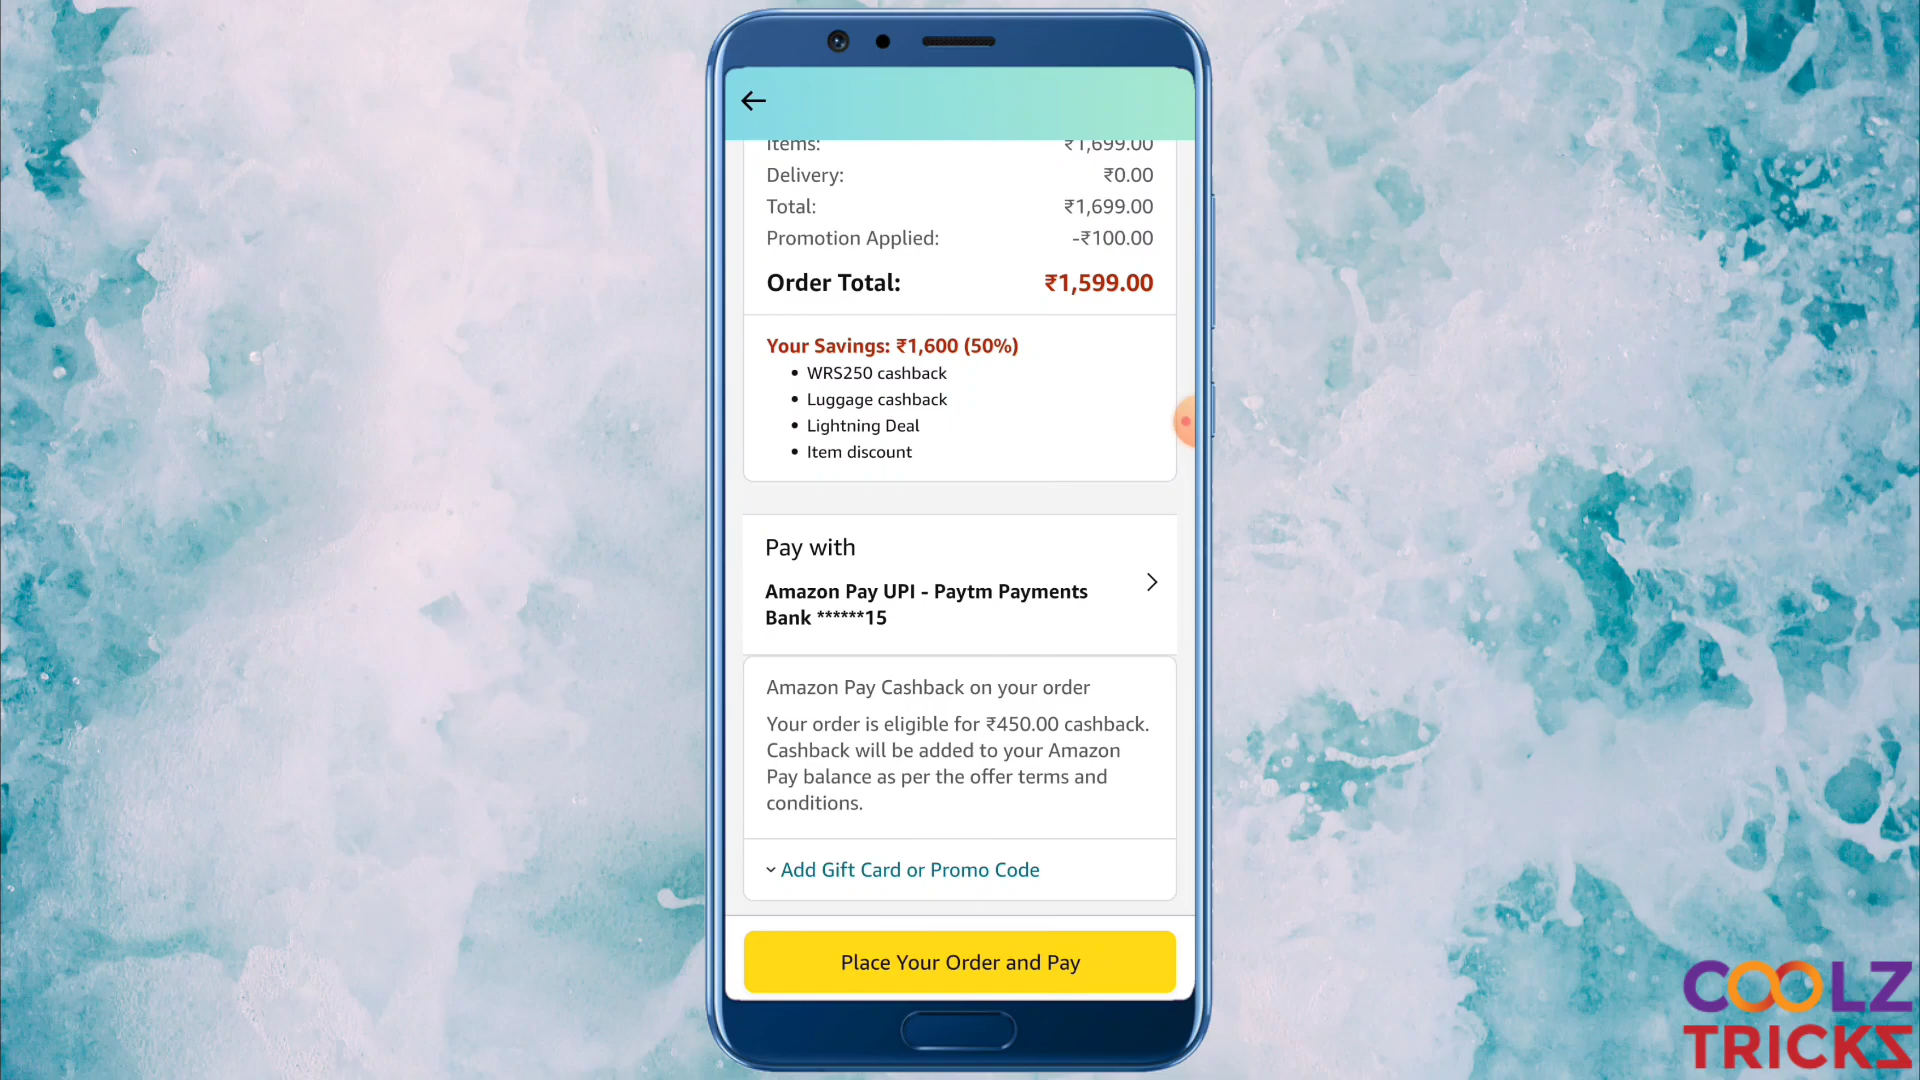 Items: ₹1,699.00
Delivery: ₹0.00
Total: ₹1,699.00
Promotion Applied: -₹100.00
Order Total: ₹1,599.00
Your Savings: ₹1,600 (50%)
• WRS250 cashback
• Luggage cashback
• Lightning Deal
• Item discount
Pay with
Amazon Pay UPI - Paytm Payments
Bank ******15
Amazon Pay Cashback on your order
Your order is eligible for ₹450.00 cashback.
Cashback will be added to your Amazon
Pay balance as per the offer terms and
conditions.
Add Gift Card or Promo Code
Place Your Order and Pay
COOLZ
TRICKS